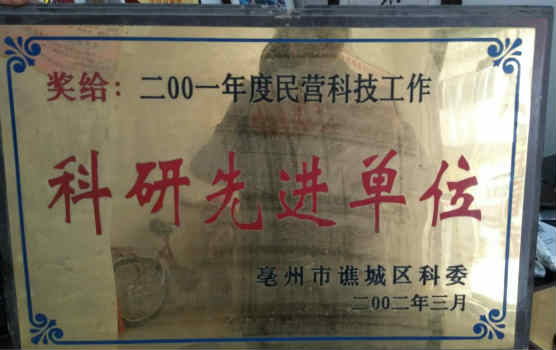 奖给：二00一年度民营科技工作
科研先进单位
亳州市谯城区科委
二00二年三月